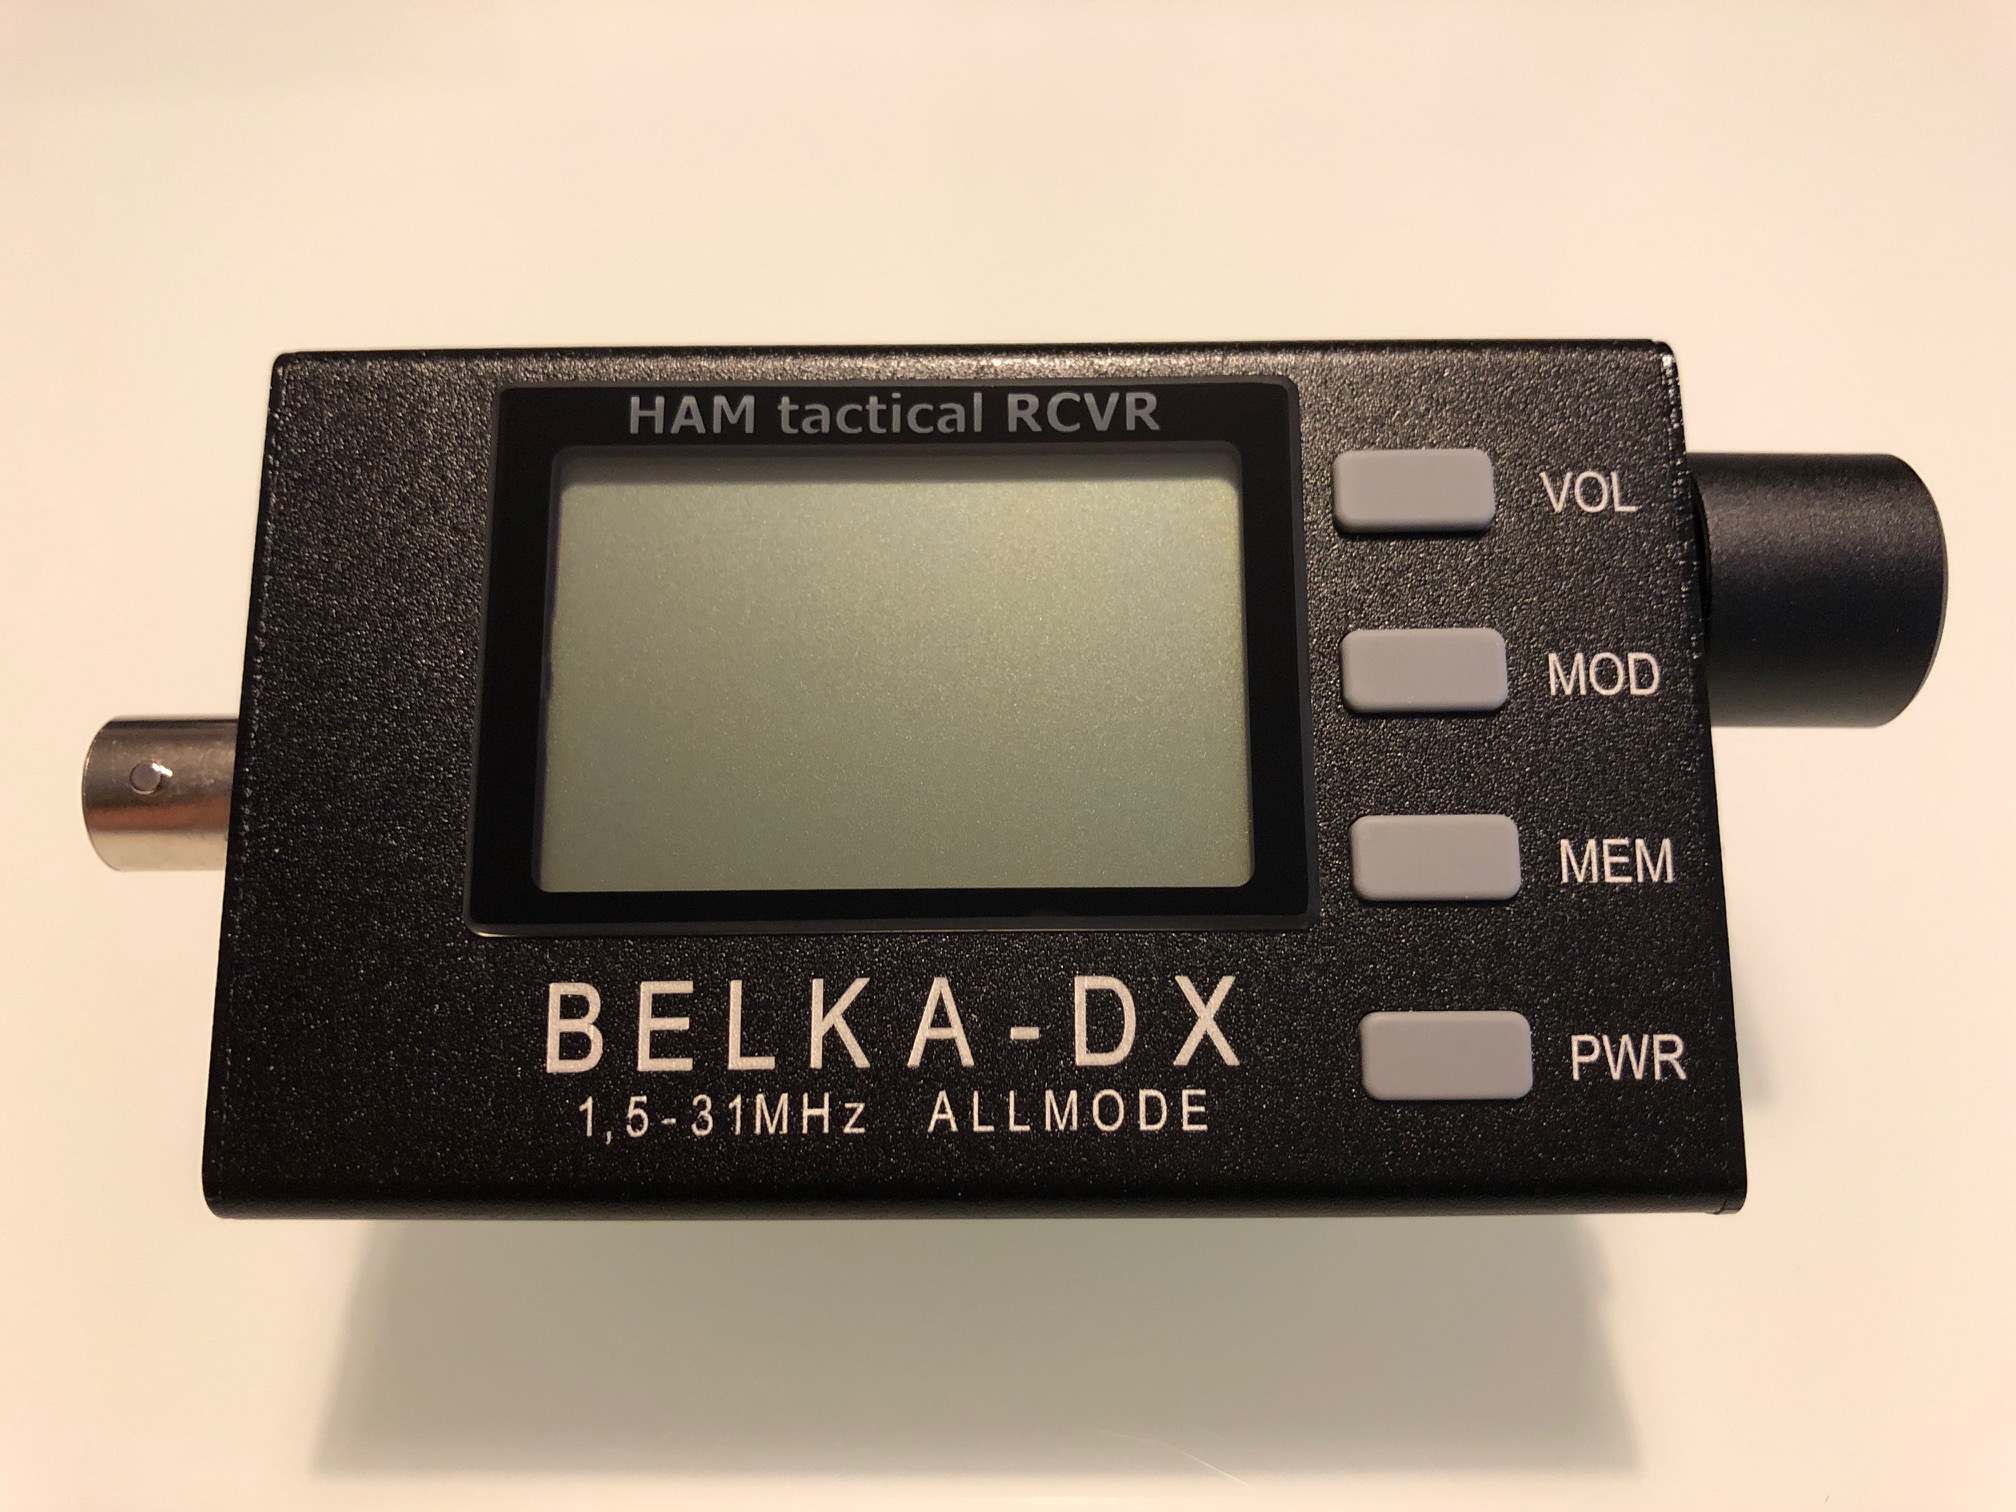 HAM tactical RCVR
VOL
MOD
MEM
PWR
BELKA-DX
1,5-31MHz ALLMODE